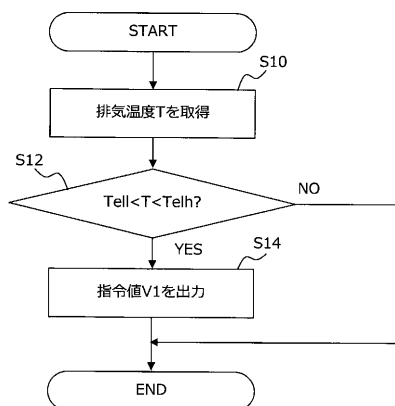 START
S10
排気温度Tを取得
S12
Tell<T<Telh?
NO
YES
S14
指令値V1を出力
END